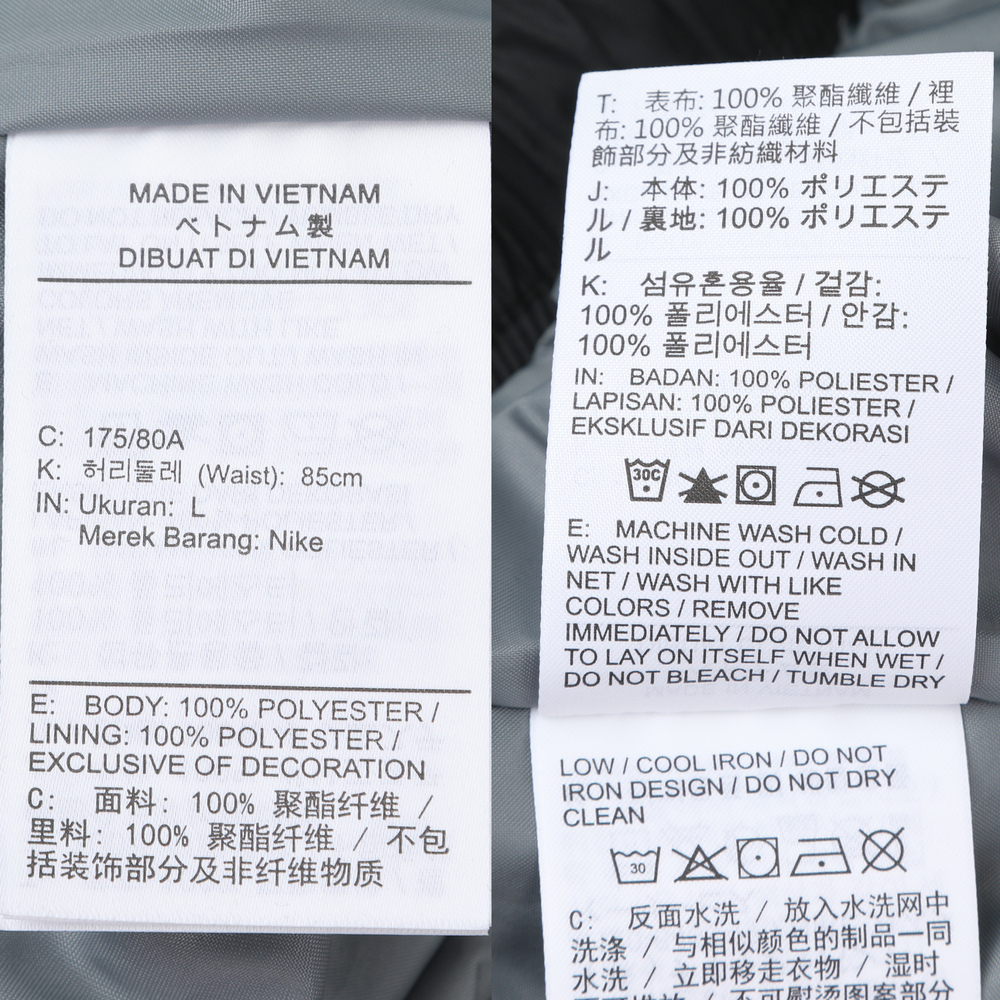 MADE IN VIETNAM
ベトナム製
DIBUAT DI VIETNAM
C: 175/80A
K: 허리둘레 (Waist): 85cm
IN: Ukuran: L
Merek Barang: Nike
E: BODY: 100% POLYESTER /
LINING: 100% POLYESTER /
EXCLUSIVE OF DECORATION
C: 面料: 100% 聚酯纤维 /
里料: 100% 聚酯纤维 / 不包
括装饰部分及非纤维物质
T: 表布: 100% 聚酯纖維 / 裡
布: 100% 聚酯纖維 / 不包括裝
飾部分及非紡織材料
J: 本体: 100% ポリエステ
ル / 裏地: 100% ポリエステ
ル
K: 섬유혼용율 / 겉감:
100% 폴리에스터 / 안감:
100% 폴리에스터
IN: BADAN: 100% POLIESTER /
LAPISAN: 100% POLIESTER /
EKSKLUSIF DARI DEKORASI
30C
E: MACHINE WASH COLD /
WASH INSIDE OUT / WASH IN
NET / WASH WITH LIKE
COLORS / REMOVE
IMMEDIATELY / DO NOT ALLOW
TO LAY ON ITSELF WHEN WET /
DO NOT BLEACH / TUMBLE DRY
LOW / COOL IRON / DO NOT
IRON DESIGN / DO NOT DRY
CLEAN
30
C: 反面水洗 / 放入水洗网中
洗涤 / 与相似颜色的制品一同
水洗 / 立即移走衣物 / 湿时
不可熨烫图案部分